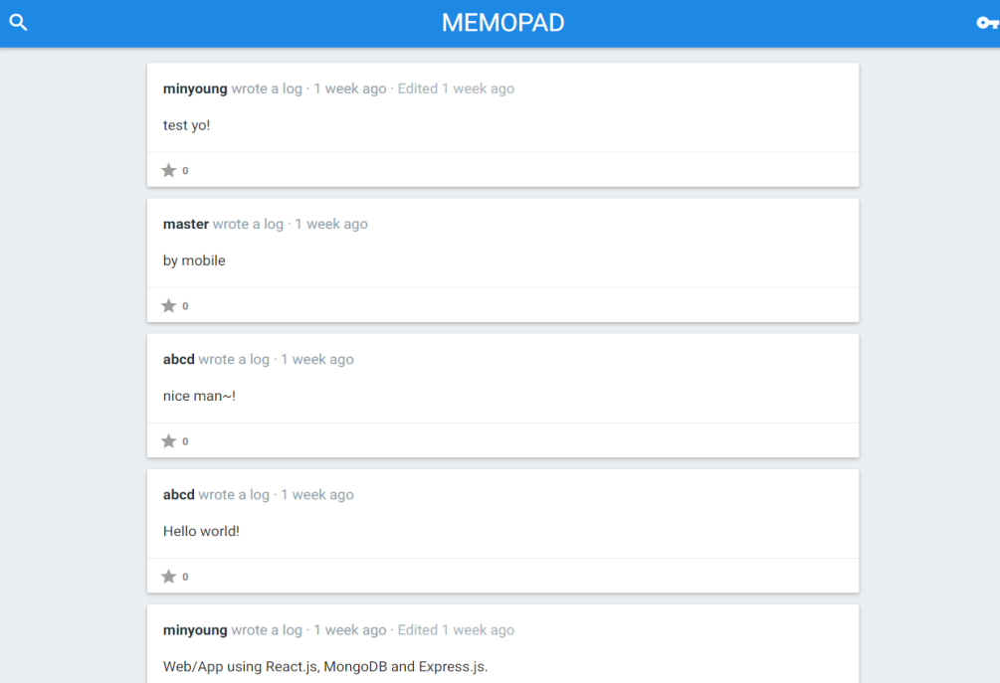 MEMOPAD
minyoung wrote a log · 1 week ago · Edited 1 week ago
test yo!
0
master wrote a log · 1 week ago
by mobile
0
abcd wrote a log · 1 week ago
nice man~!
0
abcd wrote a log · 1 week ago
Hello world!
0
minyoung wrote a log · 1 week ago · Edited 1 week ago
Web/App using React.js, MongoDB and Express.js.